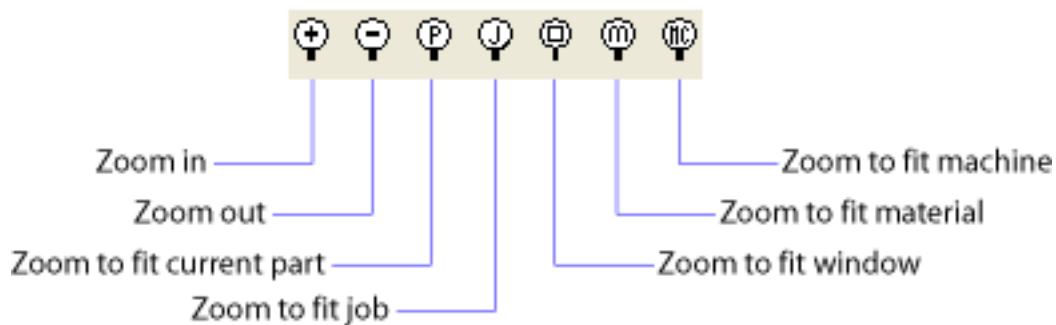 + − P J m MC
Zoom in
Zoom to fit machine
Zoom out
Zoom to fit material
Zoom to fit current part
Zoom to fit window
Zoom to fit job